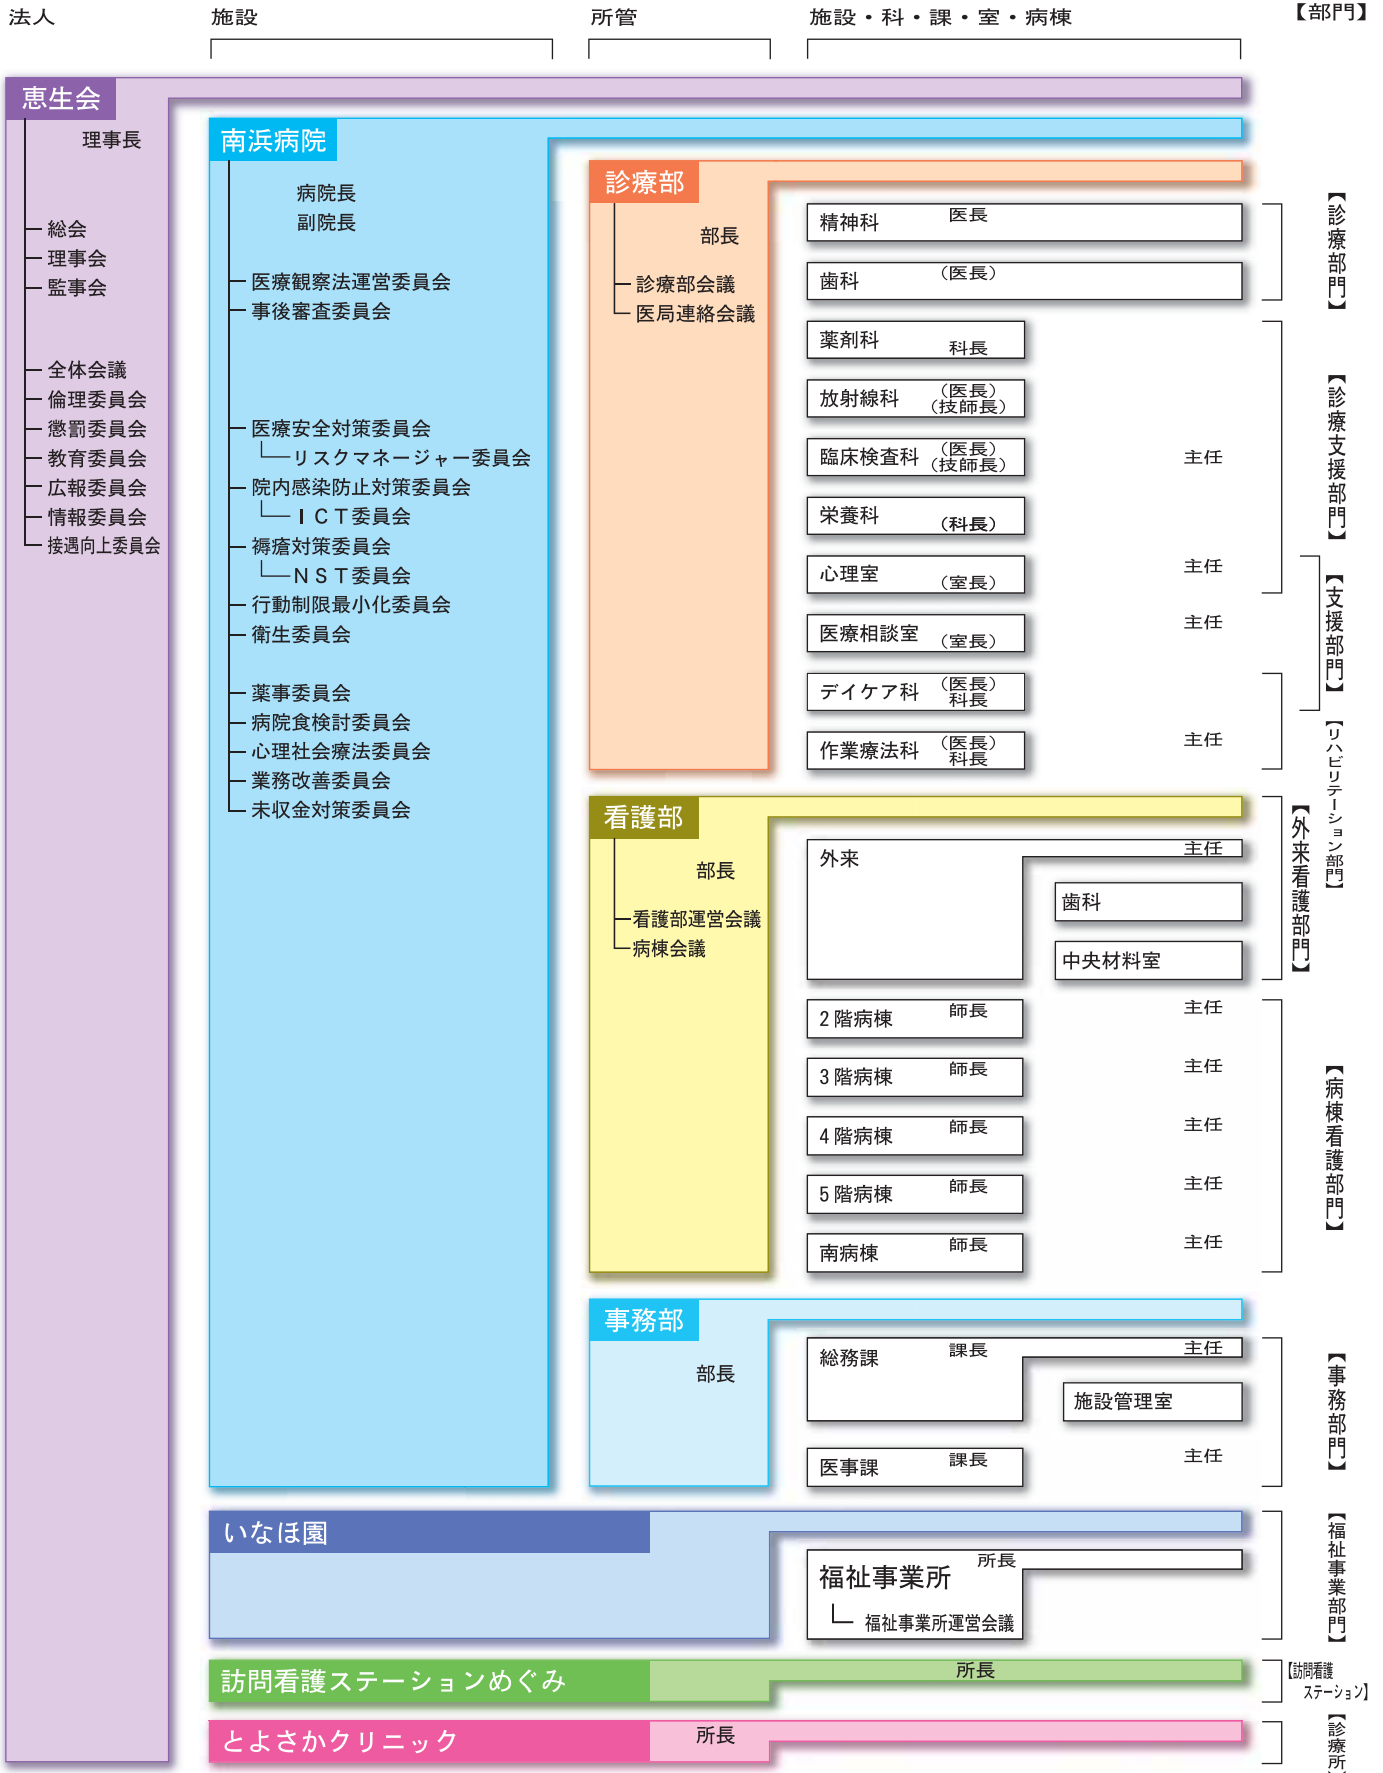 法人
施設
所管
施設・科・課・室・病棟
【部門】
恵生会
理事長
総会
理事会
監事会
全体会議
倫理委員会
懲罰委員会
教育委員会
広報委員会
情報委員会
接遇向上委員会
南浜病院
病院長
副院長
医療観察法運営委員会
事後審査委員会
医療安全対策委員会
リスクマネージャー委員会
院内感染防止対策委員会
ICT委員会
褥瘡対策委員会
NST委員会
行動制限最小化委員会
衛生委員会
薬事委員会
病院食検討委員会
心理社会療法委員会
業務改善委員会
未収金対策委員会
診療部
部長
診療部会議
医局連絡会議
精神科 医長
歯科 (医長)
【診療部門】
薬剤科 科長
放射線科 (医長)
(技師長)
臨床検査科 (医長)
(技師長)
主任
栄養科 (科長)
心理室 (室長) 主任
【診療支援部門】
医療相談室 (室長) 主任
【支援部門】
デイケア科 (医長)
科長
作業療法科 (医長)
科長
主任
【リハビリテーション部門】
看護部
部長
看護部運営会議
病棟会議
外来 主任
歯科
中央材料室
【外来看護部門】
2階病棟 師長 主任
3階病棟 師長 主任
4階病棟 師長 主任
5階病棟 師長 主任
南病棟 師長 主任
【病棟看護部門】
事務部
部長
総務課 課長 主任
施設管理室
医事課 課長 主任
【事務部門】
いなほ園
福祉事業所 所長
福祉事業所運営会議
【福祉事業部門】
訪問看護ステーションめぐみ 所長
【訪問看護
ステーション】
とよさかクリニック 所長
【診療所】